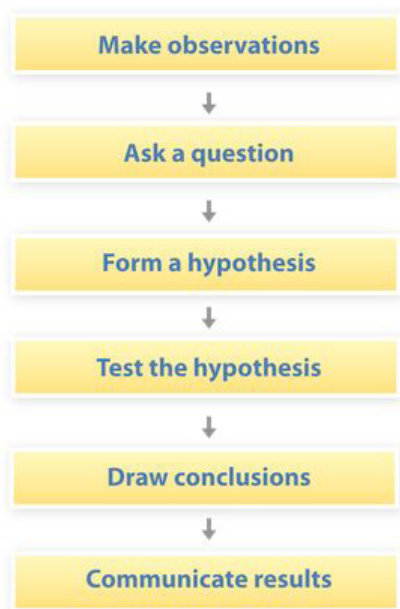 Make observations
Ask a question
Form a hypothesis
Test the hypothesis
Draw conclusions
Communicate results